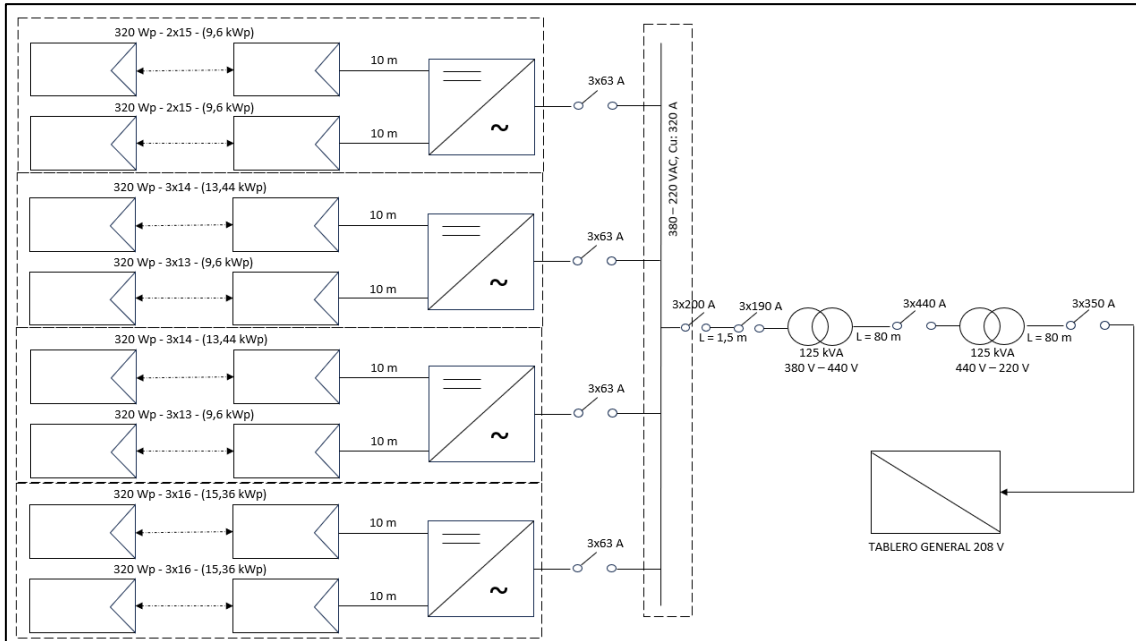 320 Wp - 2x15 - (9,6 kWp)
10 m
3x63 A
320 Wp - 2x15 - (9,6 kWp)
10 m
~
320 Wp - 3x14 - (13,44 kWp)
10 m
3x63 A
320 Wp - 3x13 - (9,6 kWp)
10 m
~
320 Wp - 3x14 - (13,44 kWp)
10 m
3x63 A
320 Wp - 3x13 - (9,6 kWp)
10 m
~
320 Wp - 3x16 - (15,36 kWp)
10 m
3x63 A
320 Wp - 3x16 - (15,36 kWp)
10 m
~
380 – 220 VAC, Cu: 320 A
3x200 A
3x190A
L = 1,5 m
125 kVA
380 V – 440 V
L = 80 m
3x440 A
125 kVA
440 V – 220 V
L = 80 m
3x350 A
TABLERO GENERAL 208 V